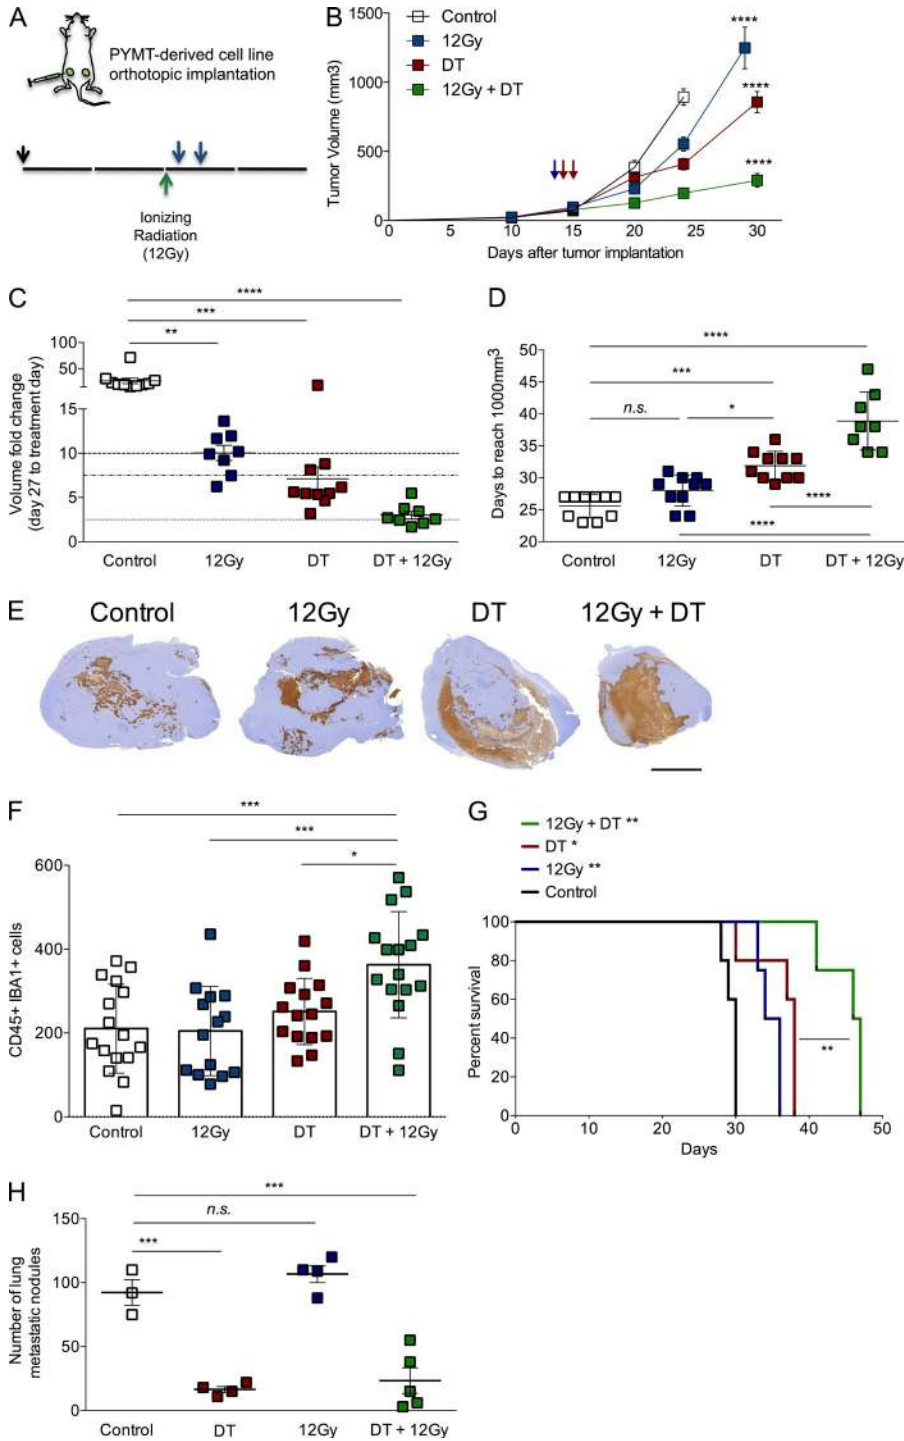 A
PYMT-derived cell line
orthotopic implantation
Ionizing
Radiation
(12Gy)
B
Control
12Gy
DT
12Gy + DT
Tumor Volume (mm3)
1500
1000
500
0
0 5 10 15 20 25 30
Days after tumor implantation
****
****
****
C
****
***
**
Volume fold change
(day 27 to treatment day)
100
50
15
10
5
0
Control 12Gy DT DT + 12Gy
D
****
***
n.s. *
****
****
Days to reach 1000mm3
50
45
40
35
30
25
20
Control 12Gy DT DT + 12Gy
E
Control 12Gy DT 12Gy + DT
F
***
***
*
CD45+ IBA1+ cells
600
400
200
0
Control 12Gy DT DT + 12Gy
G
12Gy + DT **
DT *
12Gy **
Control
Percent survival
100
80
60
40
20
0
**
0 10 20 30 40 50
Days
H
***
n.s.
***
Number of lung
metastatic nodules
150
100
50
0
Control DT 12Gy DT + 12Gy